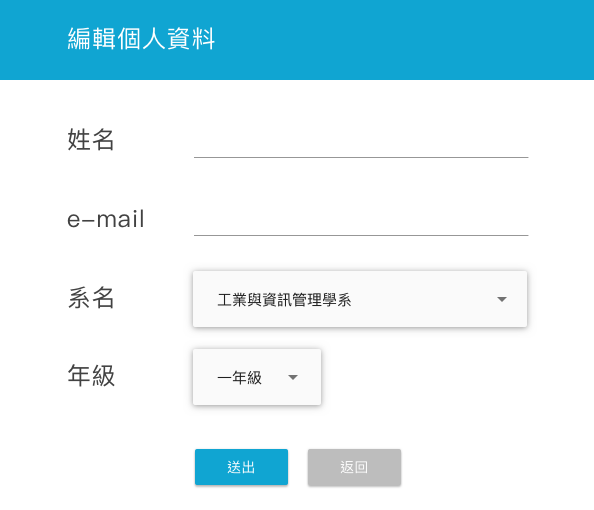 編輯個人資料
姓名
e-mail
系名 工業與資訊管理學系
年級 一年級
送出 返回